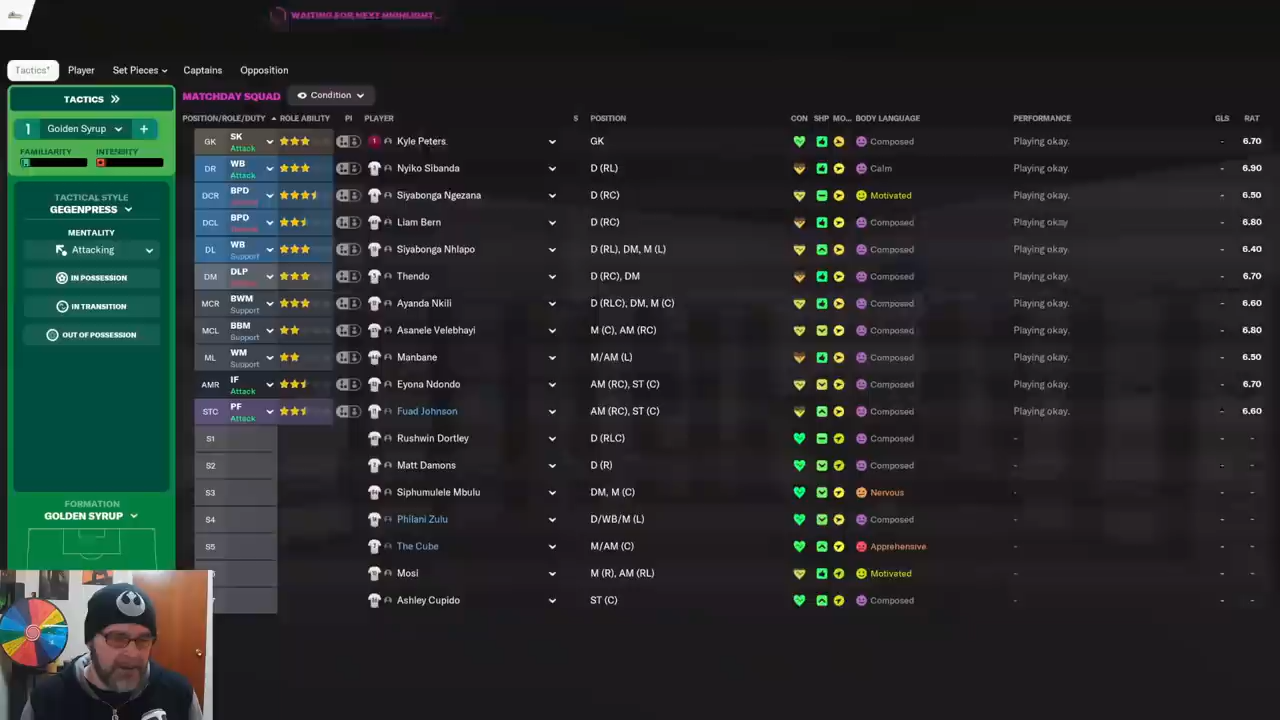 WAITING FOR NEXT HIGHLIGHT...
Tactics* Player Set Pieces Captains Opposition
TACTICS
1 Golden Syrup +
FAMILIARITY INTENSITY
TACTICAL STYLE
GEGENPRESS
MENTALITY
Attacking
IN POSSESSION
IN TRANSITION
OUT OF POSSESSION
FORMATION
GOLDEN SYRUP
MATCHDAY SQUAD Condition
POSITION/ROLE/DUTY ROLE ABILITY PI PLAYER S POSITION CON SHP MO... BODY LANGUAGE PERFORMANCE GLS RAT
GK SK Attack 1 Kyle Peters GK Composed Playing okay. - 6.70
DR WB Attack Nyiko Sibanda D (RL) Calm Playing okay. - 6.90
DCR BPD Siyabonga Ngezana D (RC) Motivated Playing okay. - 6.50
DCL BPD Liam Bern D (RC) Composed Playing okay. - 6.80
DL WB Support Siyabonga Nhlapo D (RL), DM, M (L) Composed Playing okay. - 6.40
DM DLP Thendo D (RC), DM Composed Playing okay. - 6.70
MCR BWM Support Ayanda Nkili D (RLC), DM, M (C) Composed Playing okay. - 6.60
MCL BBM Support Asanele Velebhayi M (C), AM (RC) Composed Playing okay. - 6.80
ML WM Support Manbane M/AM (L) Composed Playing okay. - 6.50
AMR IF Attack Eyona Ndondo AM (RC), ST (C) Composed Playing okay. - 6.70
STC PF Attack Fuad Johnson AM (RC), ST (C) Composed Playing okay. - 6.60
S1 Rushwin Dortley D (RLC) Composed - - -
S2 Matt Damons D (R) Composed - - -
S3 Siphumulele Mbulu DM, M (C) Nervous - - -
S4 Philani Zulu D/WB/M (L) Composed - - -
S5 The Cube M/AM (C) Apprehensive - - -
Mosi M (R), AM (RL) Motivated - - -
Ashley Cupido ST (C) Composed - - -